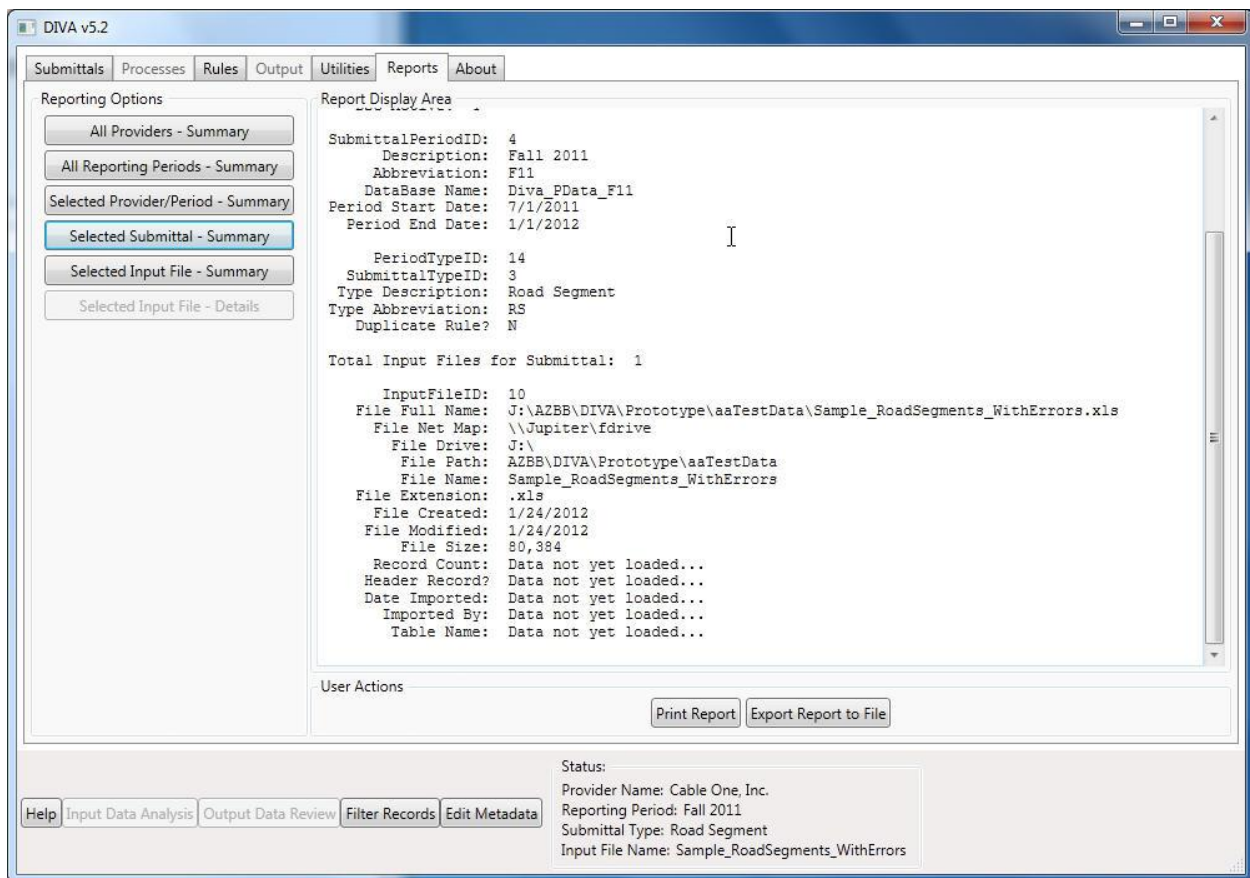 DIVA v5.2
Submittals Processes Rules Output Utilities Reports About
Reporting Options
All Providers - Summary
All Reporting Periods - Summary
Selected Provider/Period - Summary
Selected Submittal - Summary
Selected Input File - Summary
Selected Input File - Details
Report Display Area
SubmittalPeriodID: 4
Description: Fall 2011
Abbreviation: F11
DataBase Name: Diva_PData_F11
Period Start Date: 7/1/2011
Period End Date: 1/1/2012
PeriodTypeID: 14
SubmittalTypeID: 3
Type Description: Road Segment
Type Abbreviation: RS
Duplicate Rule? N
Total Input Files for Submittal: 1
InputFileID: 10
File Full Name: J:\AZBB\DIVA\Prototype\aaTestData\Sample_RoadSegments_WithErrors.xls
File Net Map: \\Jupiter\fdrive
File Drive: J:\
File Path: AZBB\DIVA\Prototype\aaTestData
File Name: Sample_RoadSegments_WithErrors
File Extension: .xls
File Created: 1/24/2012
File Modified: 1/24/2012
File Size: 80,384
Record Count: Data not yet loaded...
Header Record? Data not yet loaded...
Date Imported: Data not yet loaded...
Imported By: Data not yet loaded...
Table Name: Data not yet loaded...
User Actions
Print Report Export Report to File
Help Input Data Analysis Output Data Review Filter Records Edit Metadata
Status:
Provider Name: Cable One, Inc.
Reporting Period: Fall 2011
Submittal Type: Road Segment
Input File Name: Sample_RoadSegments_WithErrors